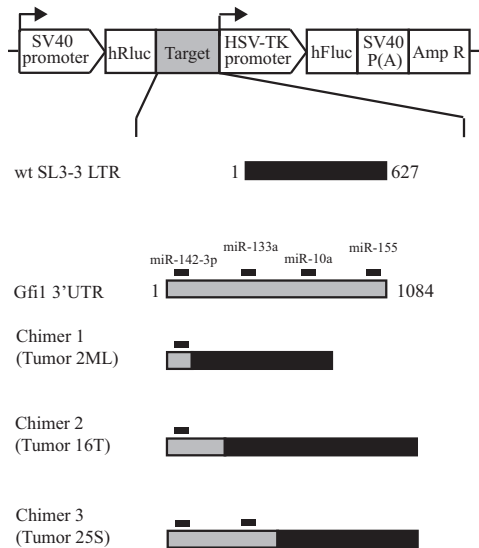 SV40 promoter
hRluc
Target
HSV-TK promoter
hFluc
SV40 P(A)
Amp R
wt SL3-3 LTR
1
627
miR-142-3p
miR-133a
miR-10a
miR-155
Gfi1 3’UTR
1
1084
Chimer 1
(Tumor 2ML)
Chimer 2
(Tumor 16T)
Chimer 3
(Tumor 25S)